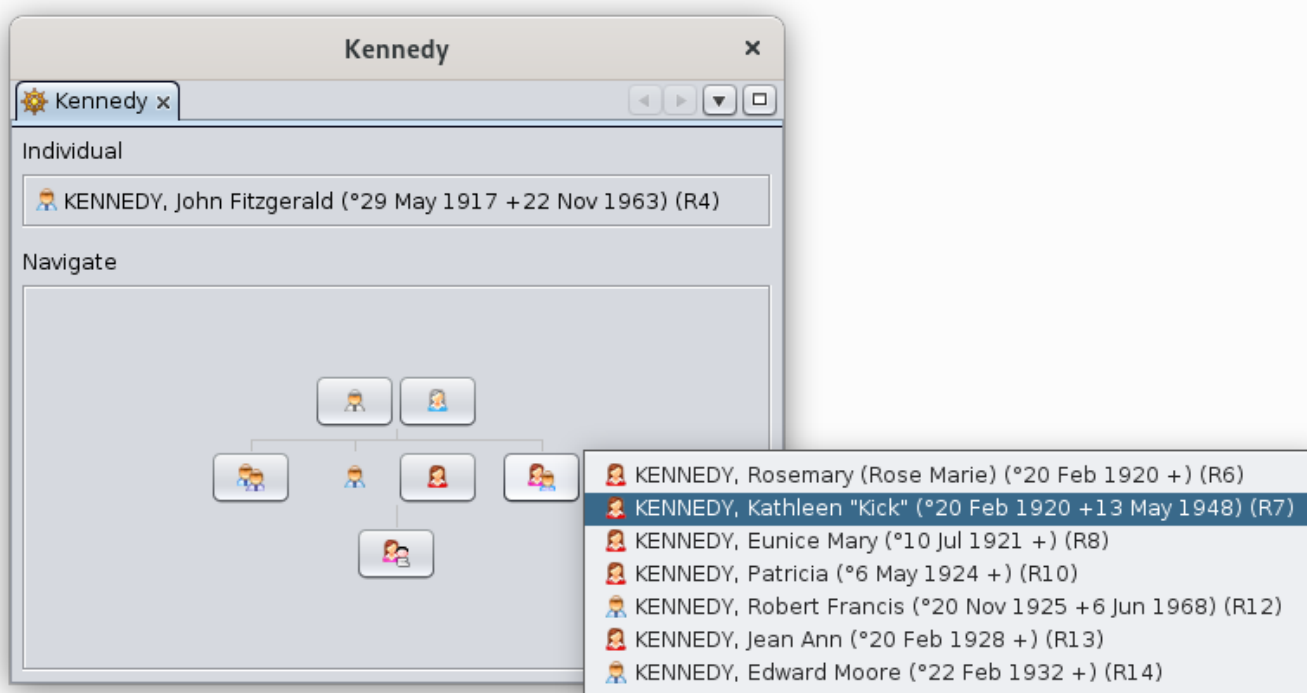 Kennedy
Kennedy
Individual
KENNEDY, John Fitzgerald (°29 May 1917 +22 Nov 1963) (R4)
Navigate
KENNEDY, Rosemary (Rose Marie) (°20 Feb 1920 +) (R6)
KENNEDY, Kathleen "Kick" (°20 Feb 1920 +13 May 1948) (R7)
KENNEDY, Eunice Mary (°10 Jul 1921 +) (R8)
KENNEDY, Patricia (°6 May 1924 +) (R10)
KENNEDY, Robert Francis (°20 Nov 1925 +6 Jun 1968) (R12)
KENNEDY, Jean Ann (°20 Feb 1928 +) (R13)
KENNEDY, Edward Moore (°22 Feb 1932 +) (R14)